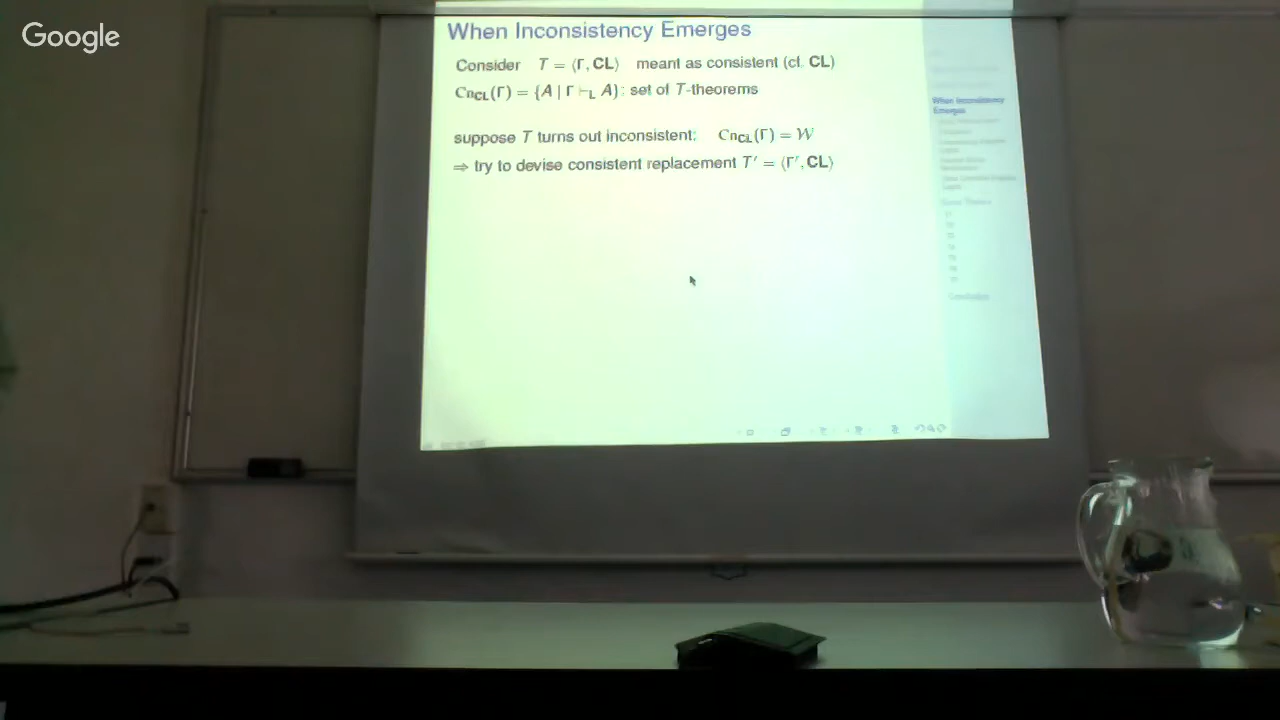 Google
When Inconsistency Emerges
Consider T = ⟨Γ, CL⟩ meant as consistent (cf. CL)
Cn_CL(Γ) = {A | Γ ⊢_L A}: set of T-theorems
suppose T turns out inconsistent: Cn_CL(Γ) = W
⇒ try to devise consistent replacement T′ = ⟨Γ′, CL⟩
When Inconsistency
Emerges